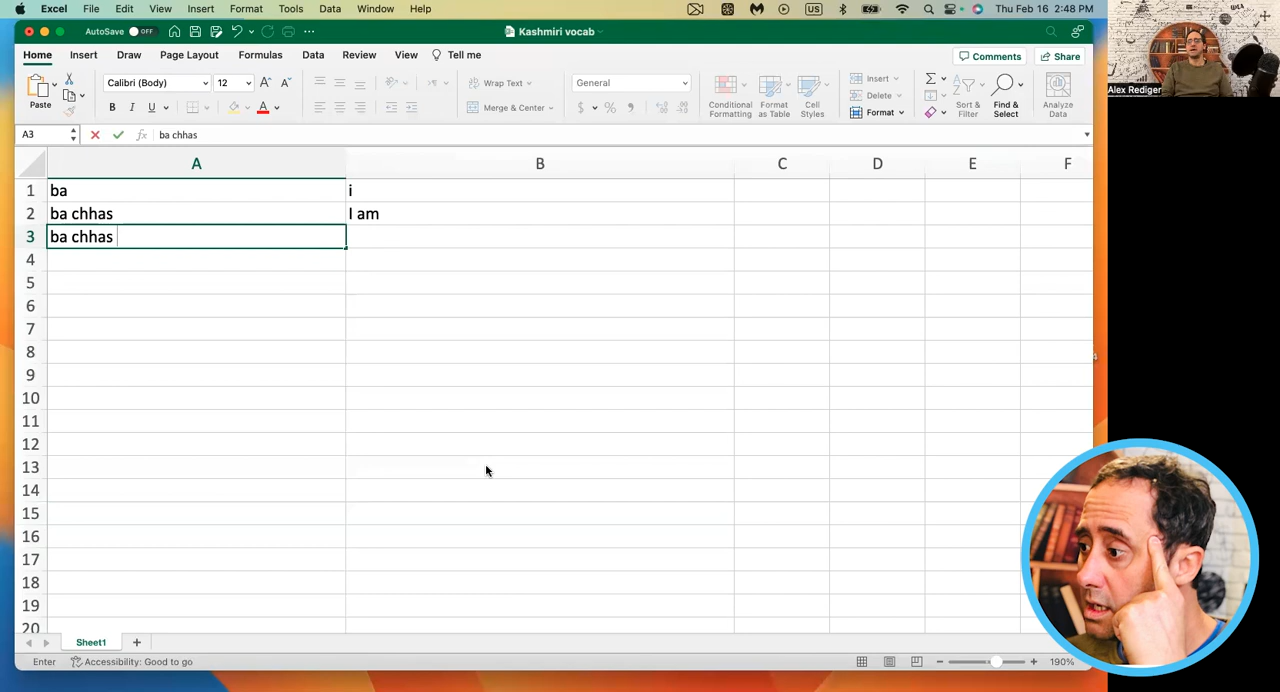 Excel File Edit View Insert Format Tools Data Window Help US Thu Feb 16 2:48 PM
AutoSave OFF Kashmiri vocab
Home Insert Draw Page Layout Formulas Data Review View Tell me Comments Share
Paste Calibri (Body) 12 A A Wrap Text General Conditional Formatting Format as Table Cell Styles Insert Sort & Filter Find & Select Analyze Data
B I U A Merge & Center $ % Delete
Format
Alex Rediger
A3 fx ba chhas
A B C D E F
1 ba i
2 ba chhas I am
3 ba chhas
4
5
6
7
8
9
10
11
12
13
14
15
16
17
18
19
20
Sheet1 +
Enter Accessibility: Good to go 190%